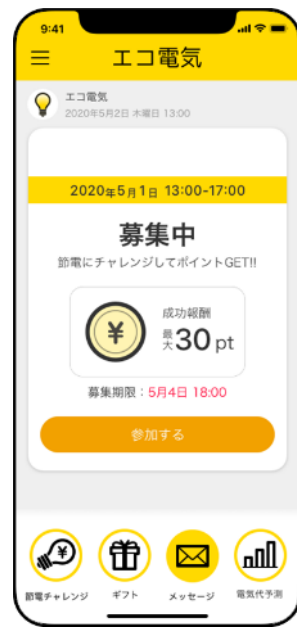 9:41
エコ電気
エコ電気
2020年5月2日 木曜日 13:00
2020年5月1日 13:00-17:00
募集中
節電にチャレンジしてポイントGET!!
成功報酬
最大30 pt
募集期限：5月4日 18:00
参加する
節電チャレンジ ギフト メッセージ 電気代予測